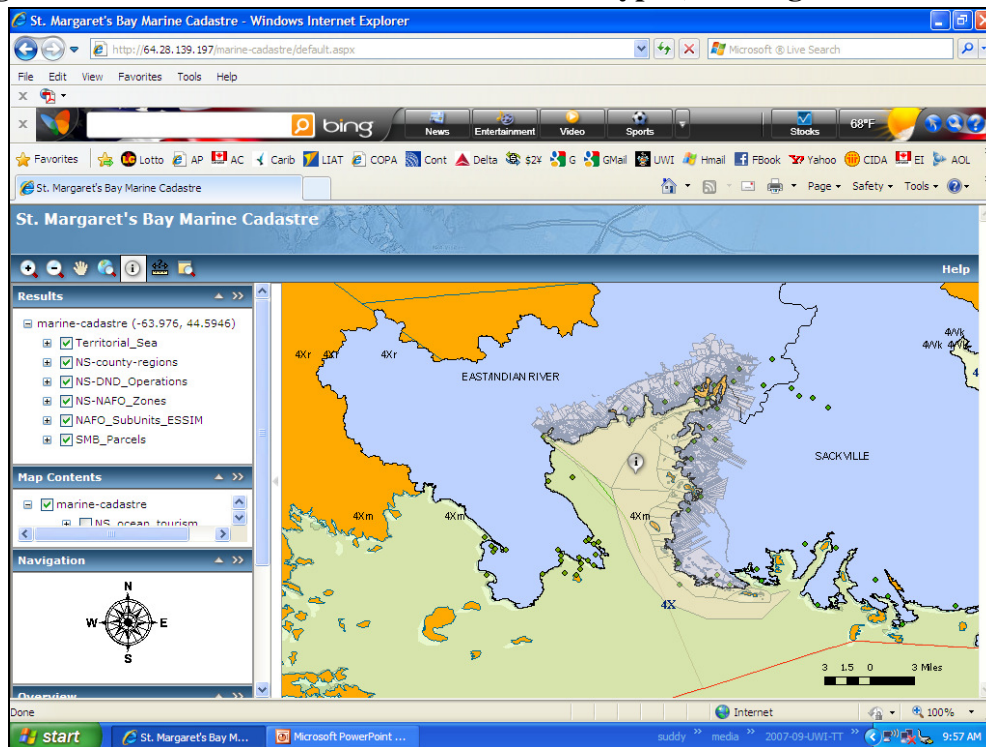 St. Margaret's Bay Marine Cadastre - Windows Internet Explorer
http://64.28.139.197/marine-cadastre/default.aspx
Microsoft ® Live Search
File Edit View Favorites Tools Help
x
x bing News Entertainment Video Sports Stocks 68°F
Favorites Lotto AP AC Carib LIAT COPA Cont Delta $2¥ G GMail UWI Hmail FBook Yahoo CIDA EI AOL
St. Margaret's Bay Marine Cadastre Page Safety Tools
St. Margaret's Bay Marine Cadastre
Help
Results
marine-cadastre (-63.976, 44.5946)
Territorial_Sea
NS-county-regions
NS-DND_Operations
NS-NAFO_Zones
NAFO_SubUnits_ESSIM
SMB_Parcels
Map Contents
marine-cadastre
NS_ocean_tourism
Navigation
N
W E
S
Overview
4Xr 4Xr 4Xr
EAST/INDIAN RIVER
4Wk
4Wk 4Wk
4
SACKVILLE
4Xm 4Xm 4Xm
4X
3 1.5 0 3 Miles
Done Internet 100%
start St. Margaret's Bay M... Microsoft PowerPoint ... suddy » media » 2007-09-UWI-TT » 9:57 AM